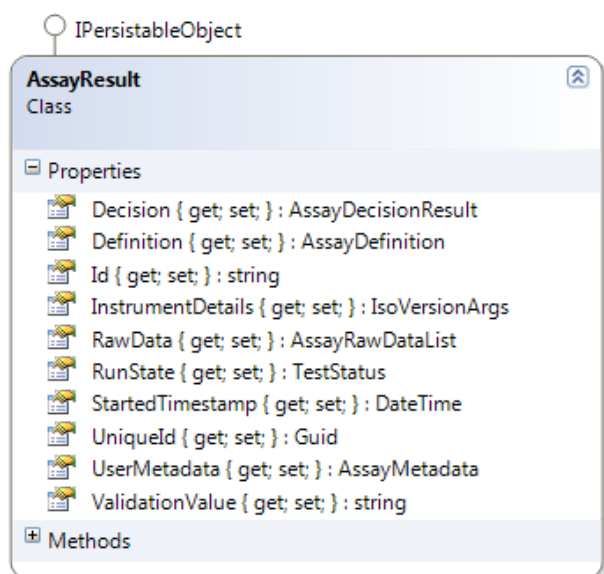 IPersistableObject
AssayResult
Class
Properties
Decision { get; set; } : AssayDecisionResult
Definition { get; set; } : AssayDefinition
Id { get; set; } : string
InstrumentDetails { get; set; } : IsoVersionArgs
RawData { get; set; } : AssayRawDataList
RunState { get; set; } : TestStatus
StartedTimestamp { get; set; } : DateTime
UniqueId { get; set; } : Guid
UserMetadata { get; set; } : AssayMetadata
ValidationValue { get; set; } : string
Methods